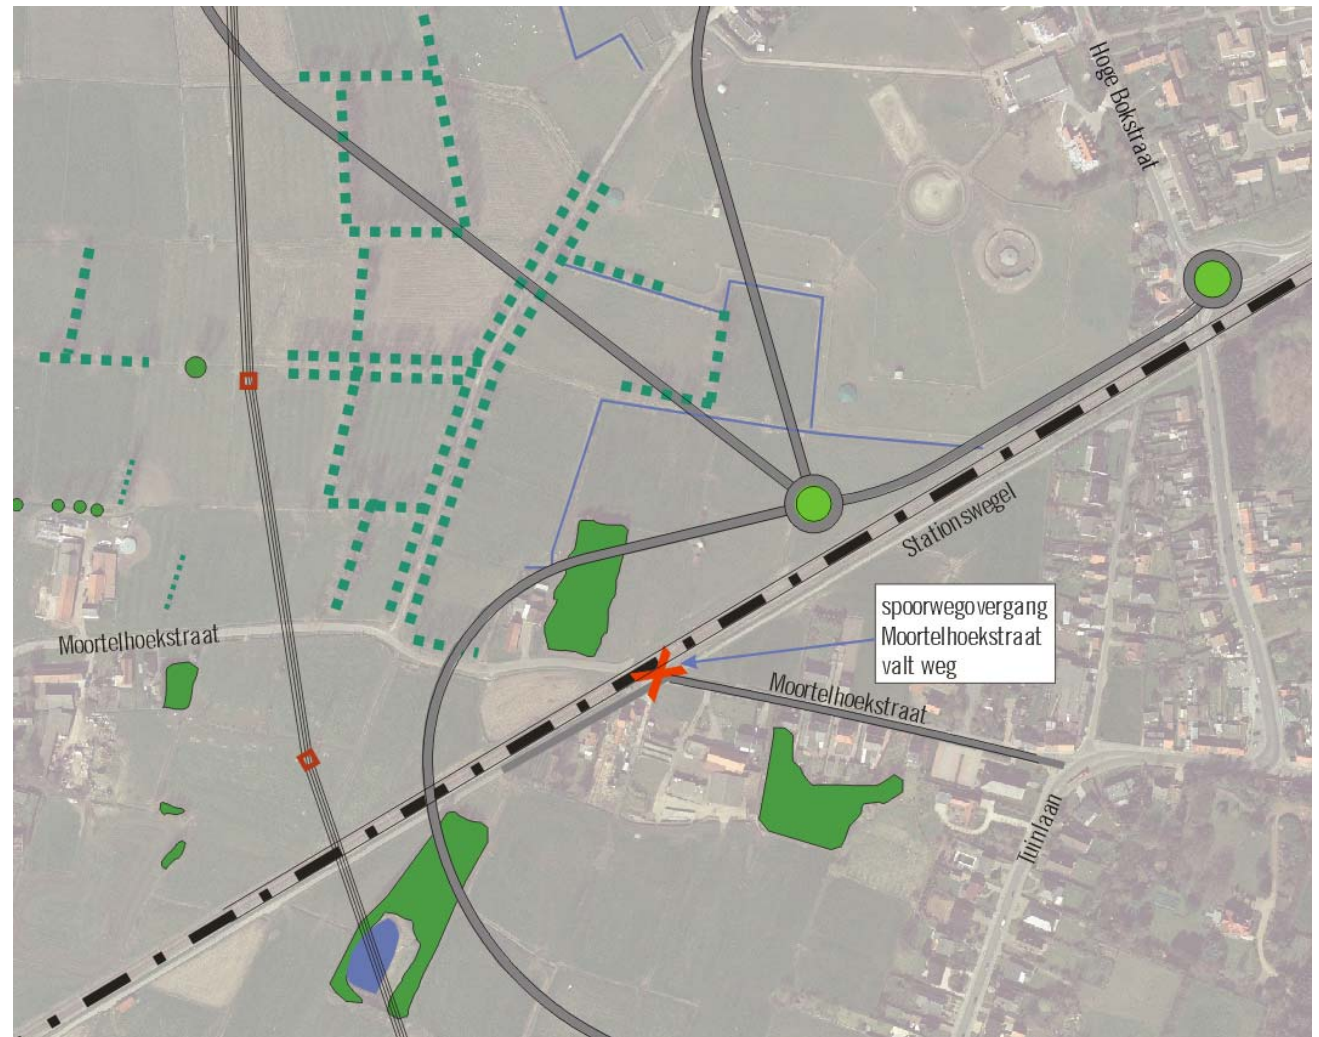 Hoge Bokstraat
Stationswegel
spoorwegovergang
Moortelhoekstraat
valt weg
Moortelhoekstraat
Moortelhoekstraat
Tuinlaan